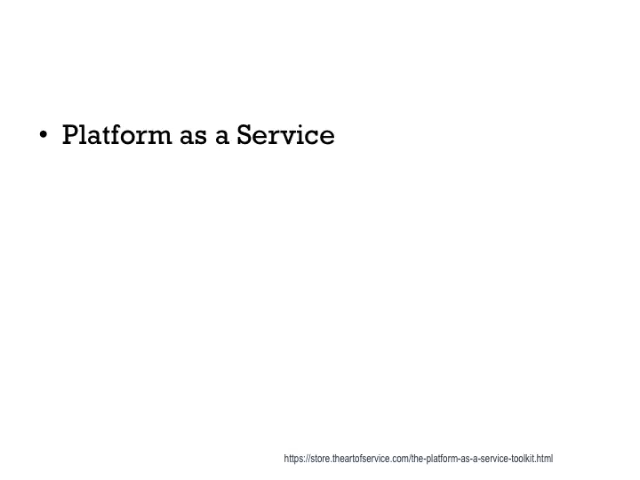 • Platform as a Service
https://store.theartofservice.com/the-platform-as-a-service-toolkit.html